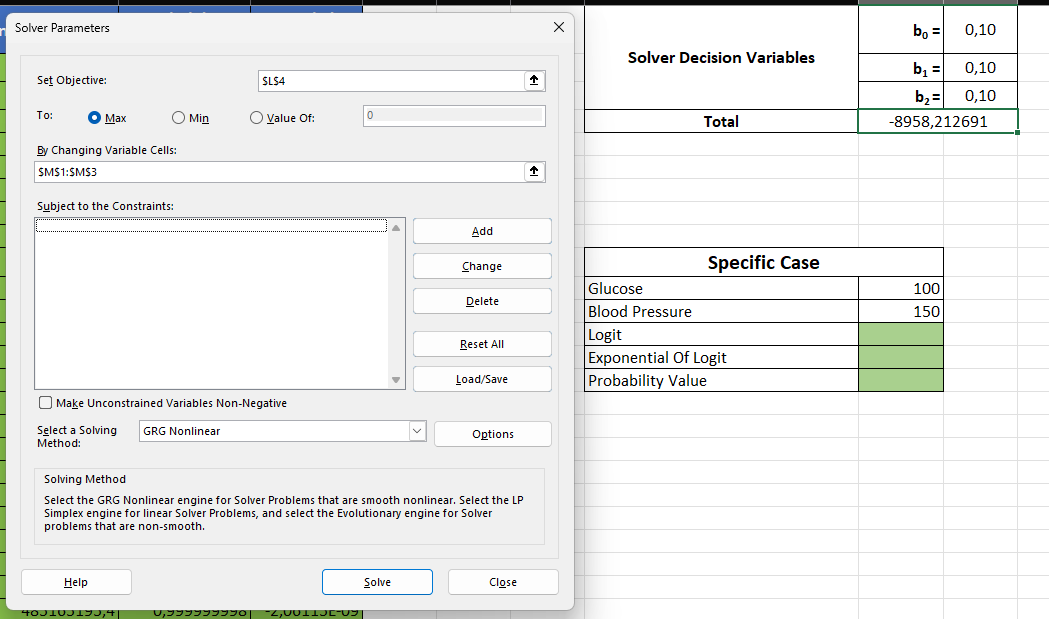 Solver Parameters
Set Objective:
$L$4
To:
Max
Min
Value Of:
0
By Changing Variable Cells:
$M$1:$M$3
Subject to the Constraints:
Add
Change
Delete
Reset All
Load/Save
Make Unconstrained Variables Non-Negative
Select a Solving
Method:
GRG Nonlinear
Options
Solving Method
Select the GRG Nonlinear engine for Solver Problems that are smooth nonlinear. Select the LP
Simplex engine for linear Solver Problems, and select the Evolutionary engine for Solver
problems that are non-smooth.
Help
Solve
Close
Solver Decision Variables
b₀ = 0,10
b₁ = 0,10
b₂ = 0,10
Total -8958,212691
Specific Case
Glucose 100
Blood Pressure 150
Logit
Exponential Of Logit
Probability Value
485165195,4 0,999999998 -2,06115E-09